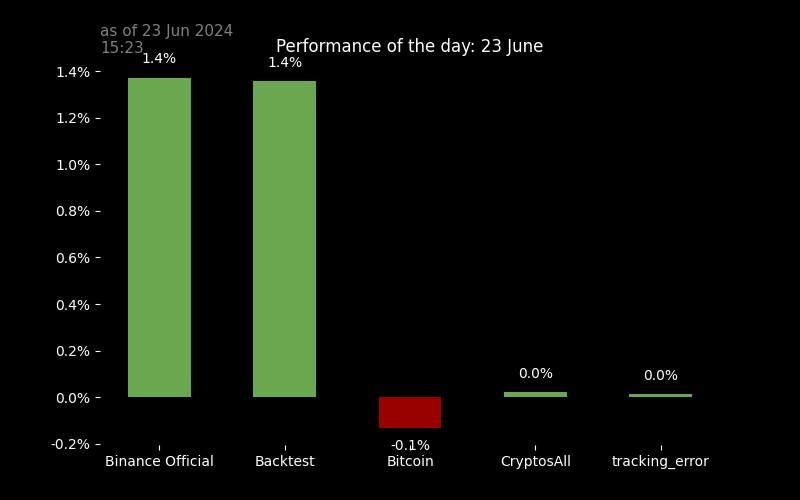 as of 23 Jun 2024
15:23
Performance of the day: 23 June
1.4%
1.4%
1.4%
1.2%
1.0%
0.8%
0.6%
0.4%
0.2%
0.0%
0.0%
0.0%
-0.1%
-0.2%
Binance Official
Backtest
Bitcoin
CryptosAll
tracking_error